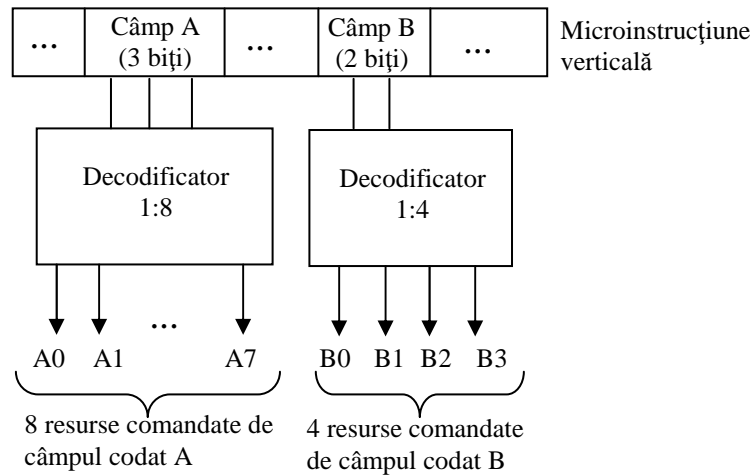 ... Câmp A (3 biţi) ... Câmp B (2 biţi) ...
Microinstrucţiune
verticală
Decodificator
1:8
Decodificator
1:4
...
A0 A1 A7 B0 B1 B2 B3
8 resurse comandate de
câmpul codat A
4 resurse comandate
de câmpul codat B